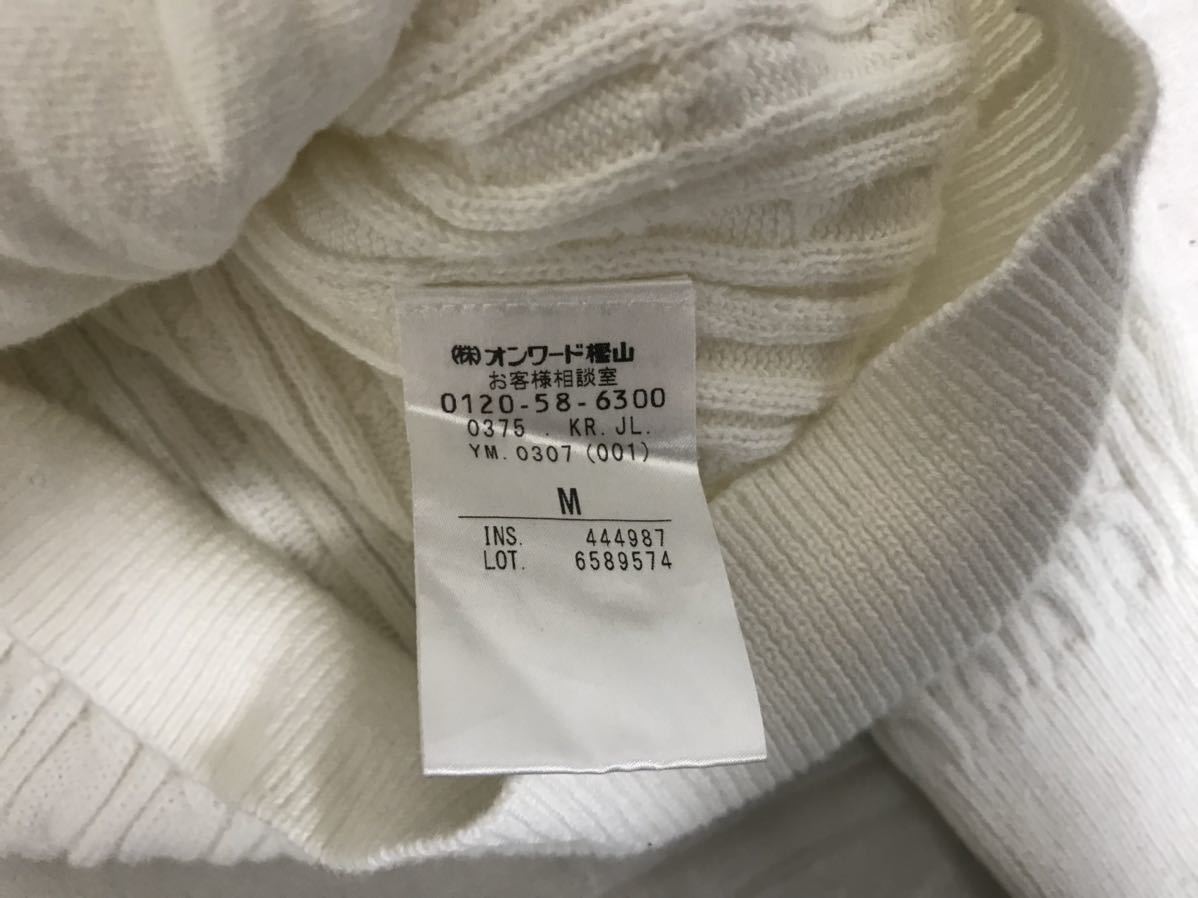 ㈱オンワード樫山
お客様相談室
0120-58-6300
0375 . KR. JL.
YM. 0307 (001)
M
INS. 444987
LOT. 6589574